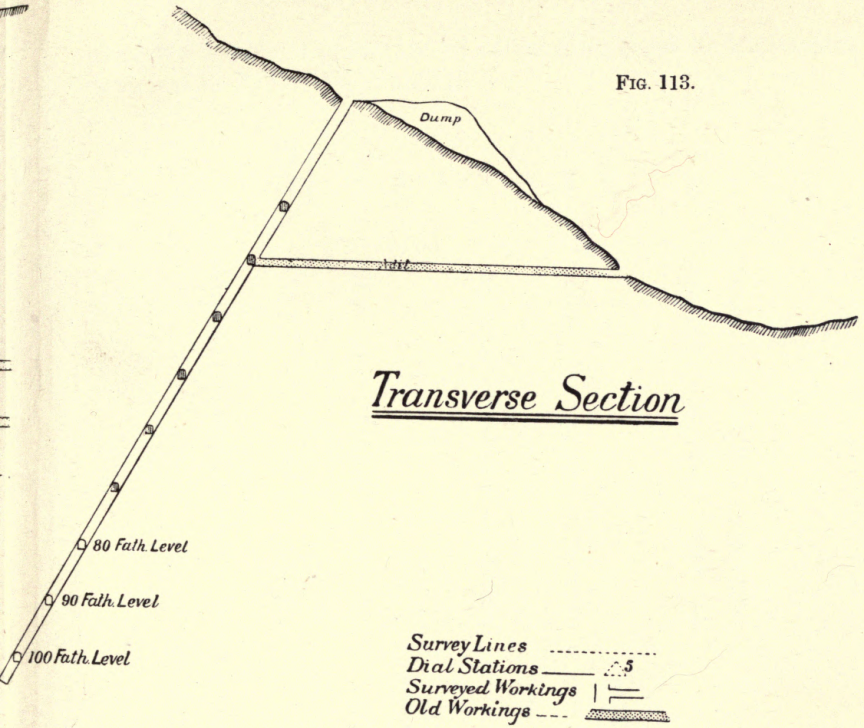 FIG. 113.
Dump
Adit
Transverse Section
80 Fath. Level
90 Fath. Level
100 Fath. Level
Survey Lines
Dial Stations 5
Surveyed Workings
Old Workings